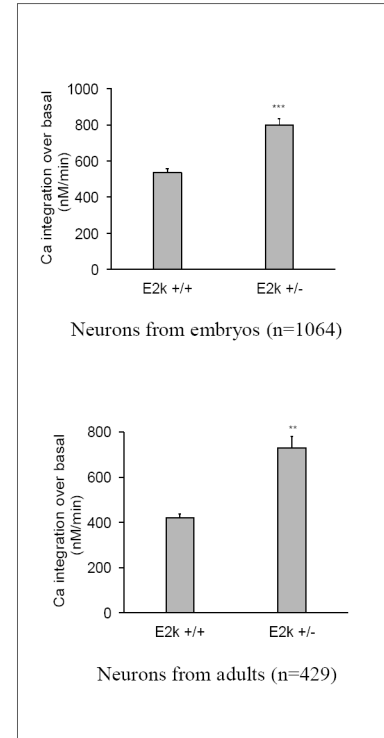 Ca integration over basal
(nM/min)
1000
800
600
400
200
0
***
E2k +/+ E2k +/-
Neurons from embryos (n=1064)
Ca integration over basal
(nM/min)
800
600
400
200
0
**
E2k +/+ E2k +/-
Neurons from adults (n=429)